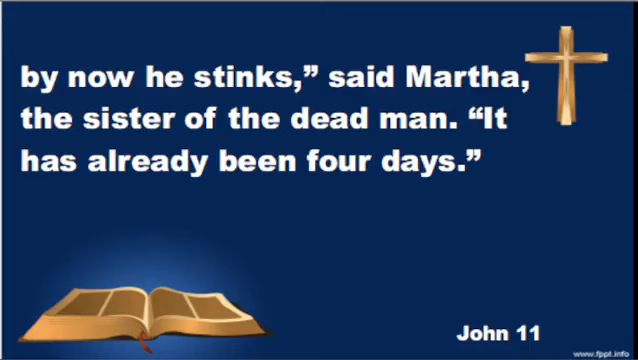 by now he stinks,” said Martha,
the sister of the dead man. “It
has already been four days.”
John 11
www.fppt.info